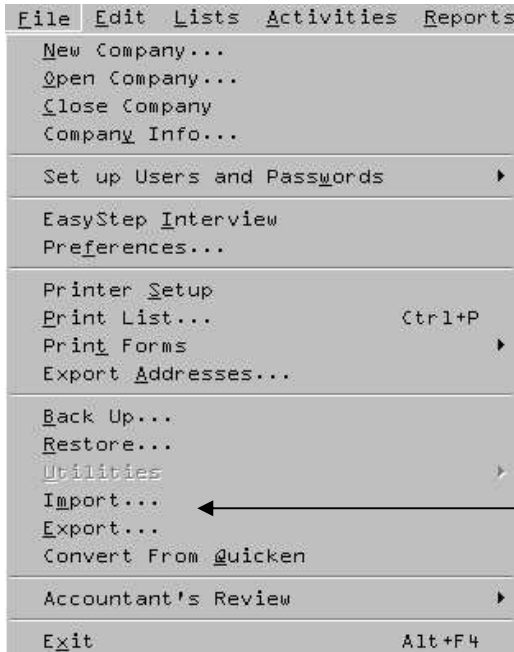 File Edit Lists Activities Reports
New Company...
Open Company...
Close Company
Company Info...
Set up Users and Passwords
EasyStep Interview
Preferences...
Printer Setup
Print List... Ctrl+P
Print Forms
Export Addresses...
Back Up...
Restore...
Utilities
Import...
Export...
Convert From Quicken
Accountant's Review
Exit Alt+F4